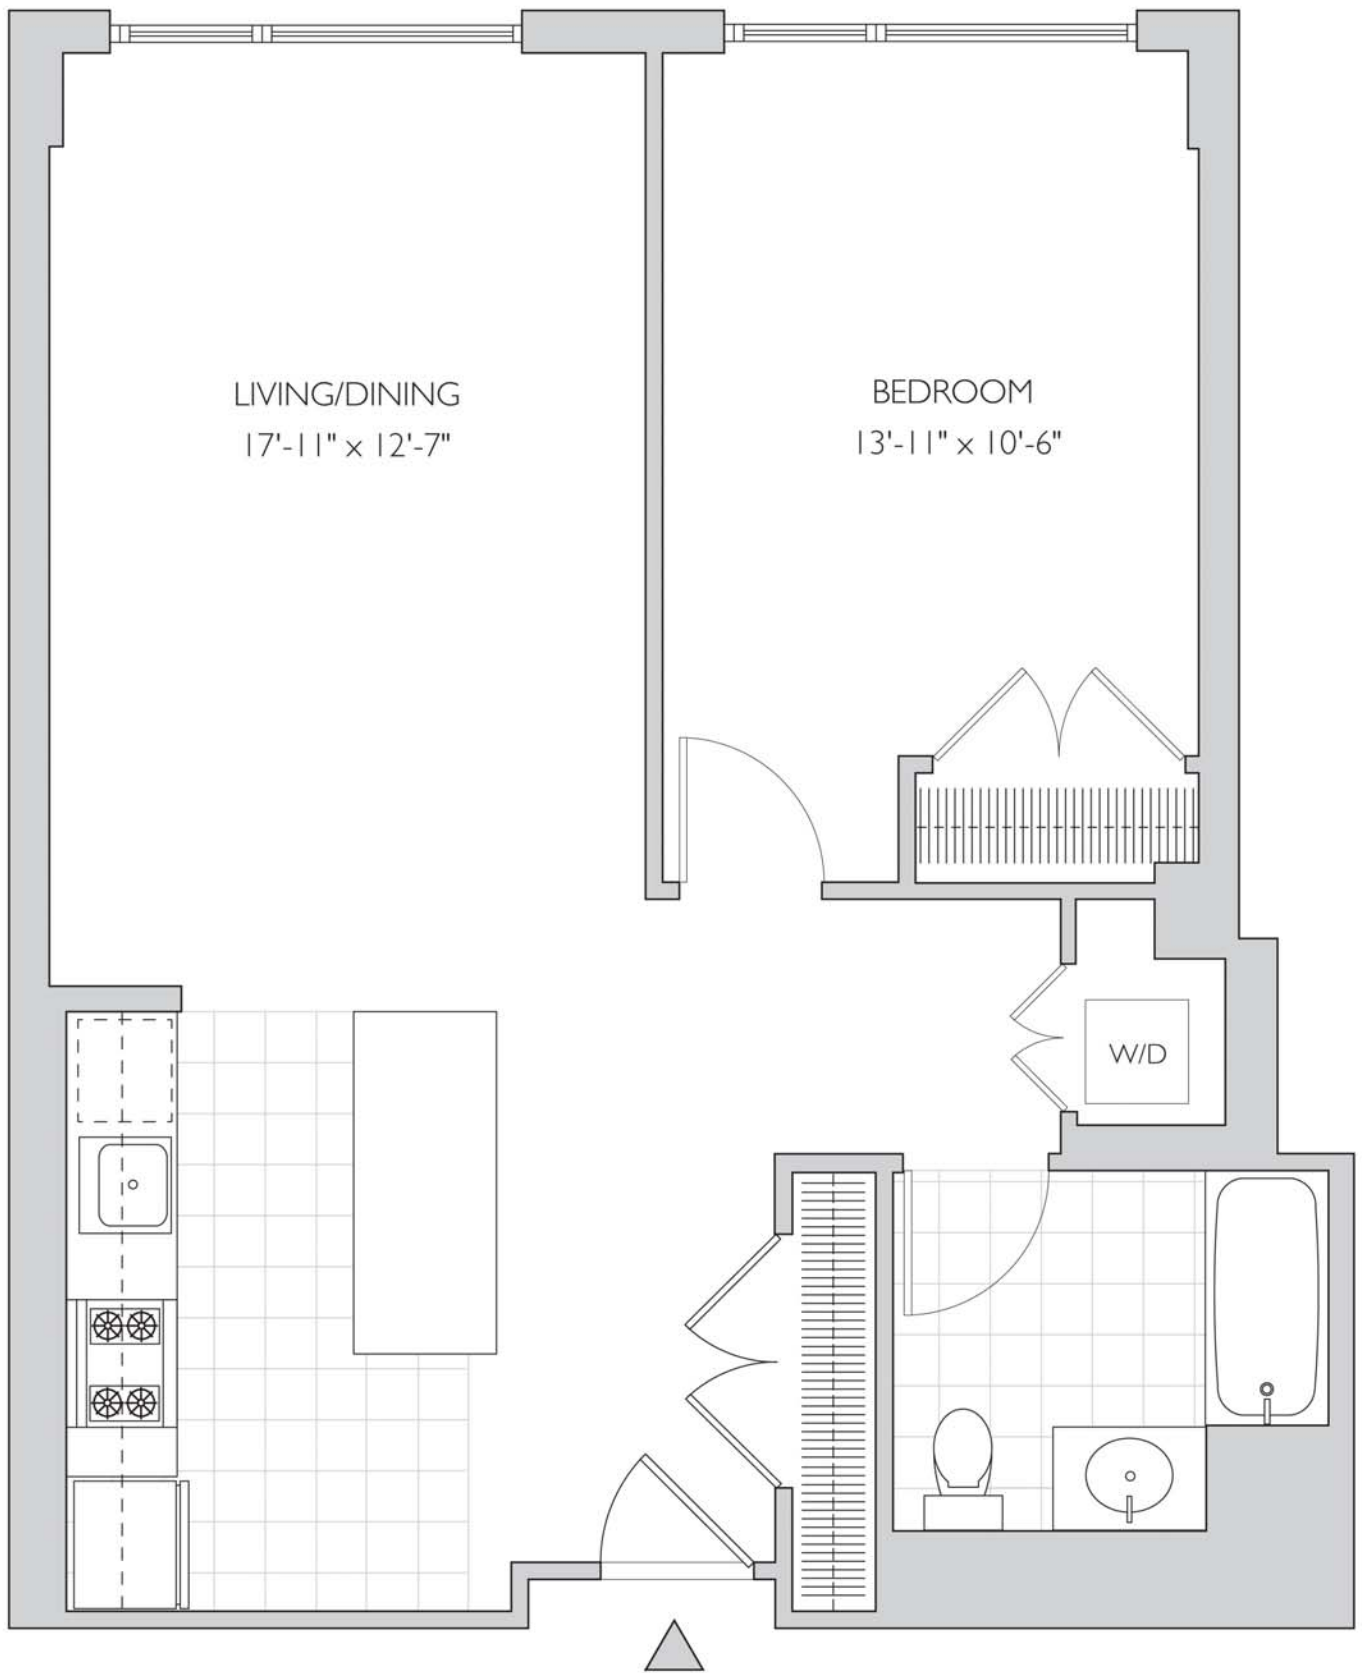 LIVING/DINING
17'-11" x 12'-7"
BEDROOM
13'-11" x 10'-6"
W/D